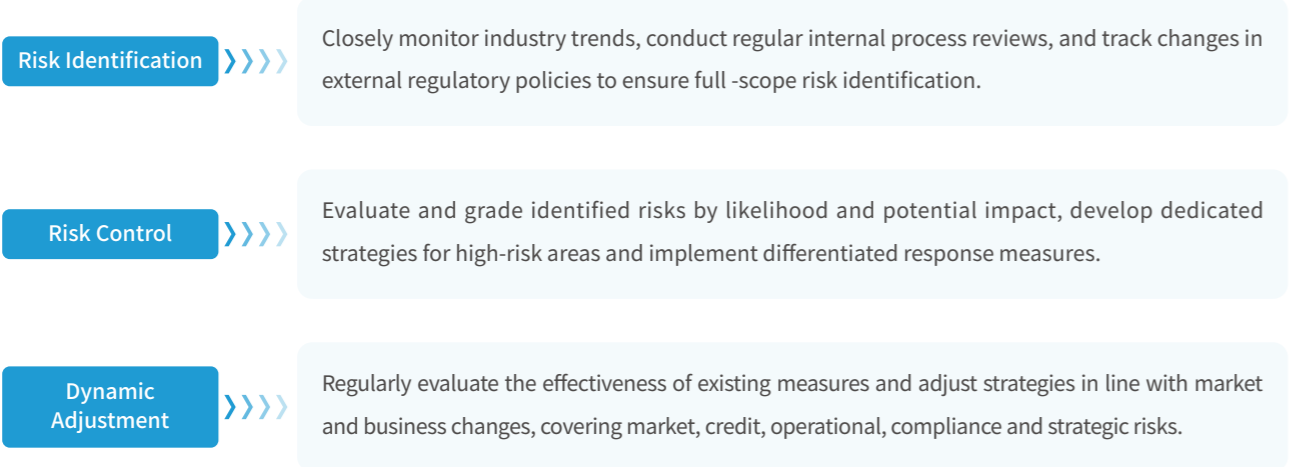 Risk Identification
Closely monitor industry trends, conduct regular internal process reviews, and track changes in
external regulatory policies to ensure full -scope risk identification.
Risk Control
Evaluate and grade identified risks by likelihood and potential impact, develop dedicated
strategies for high-risk areas and implement differentiated response measures.
Dynamic
Adjustment
Regularly evaluate the effectiveness of existing measures and adjust strategies in line with market
and business changes, covering market, credit, operational, compliance and strategic risks.